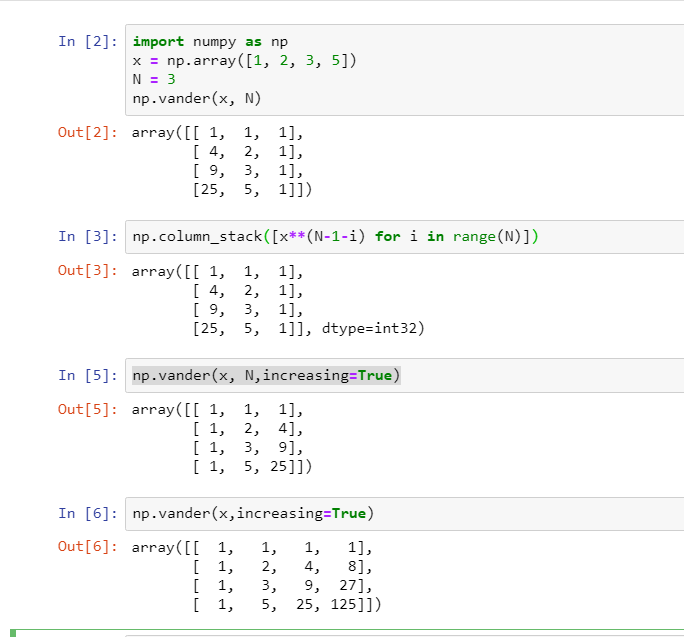 In [2]: import numpy as np
x = np.array([1, 2, 3, 5])
N = 3
np.vander(x, N)
Out[2]: array([[ 1,  1,  1],
       [ 4,  2,  1],
       [ 9,  3,  1],
       [25,  5,  1]])
In [3]: np.column_stack([x**(N-1-i) for i in range(N)])
Out[3]: array([[ 1,  1,  1],
       [ 4,  2,  1],
       [ 9,  3,  1],
       [25,  5,  1]], dtype=int32)
In [5]: np.vander(x, N,increasing=True)
Out[5]: array([[ 1,  1,  1],
       [ 1,  2,  4],
       [ 1,  3,  9],
       [ 1,  5, 25]])
In [6]: np.vander(x,increasing=True)
Out[6]: array([[  1,   1,   1,   1],
       [  1,   2,   4,   8],
       [  1,   3,   9,  27],
       [  1,   5,  25, 125]])